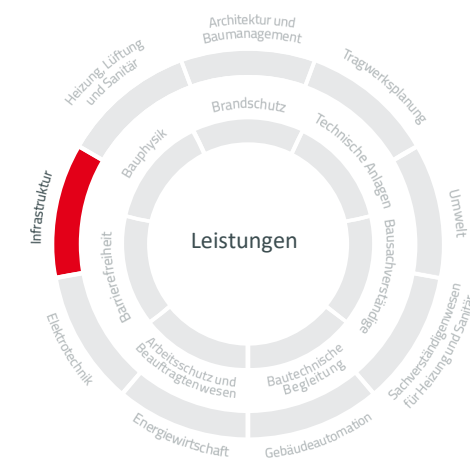 Architektur und
Baumanagement
Tragwerksplanung
Umwelt
Sachverständigenwesen
für Heizung und Sanitär
Gebäudeautomation
Energiewirtschaft
Elektrotechnik
Infrastruktur
Heizung, Lüftung
und Sanitär
Brandschutz
Technische Anlagen
Bausachverständige
Bautechnische
Begleitung
Arbeitsschutz und
Beauftragtenwesen
Barrierefreiheit
Bauphysik
Leistungen